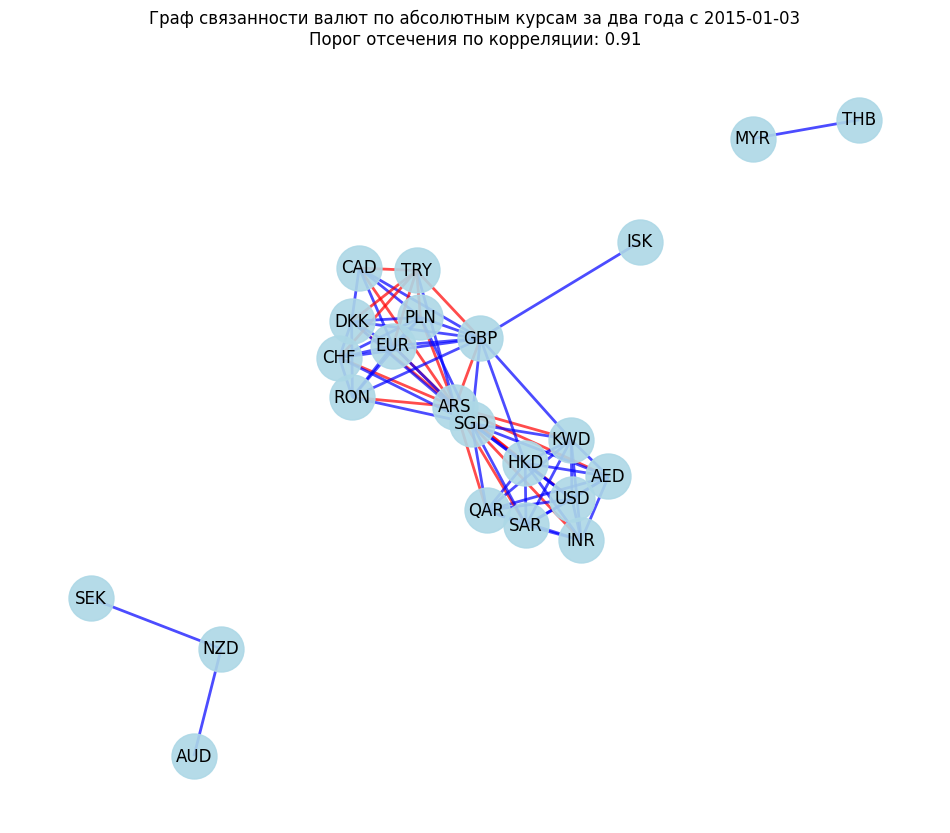 Граф связанности валют по абсолютным курсам за два года с 2015-01-03
Порог отсечения по корреляции: 0.91
THB
MYR
ISK
CAD
TRY
DKK
PLN
GBP
EUR
CHF
RON
ARS
SGD
KWD
HKD
AED
USD
QAR
SAR
INR
SEK
NZD
AUD